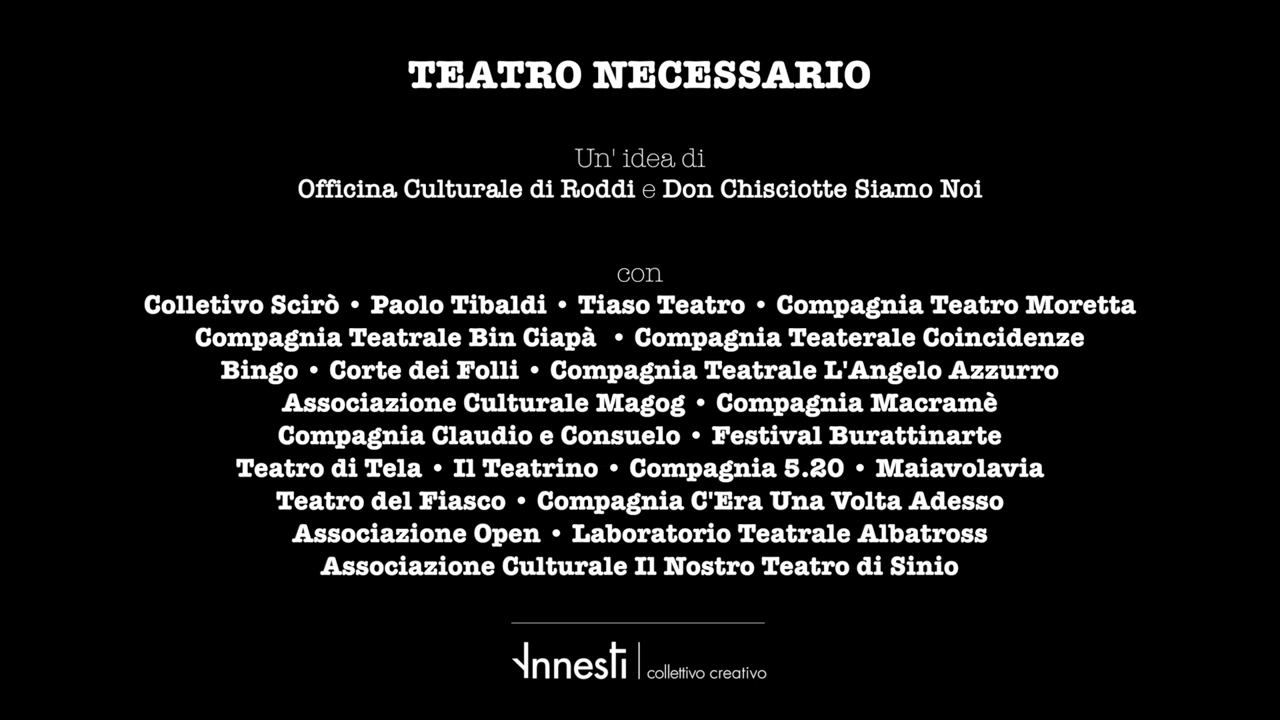 TEATRO NECESSARIO
Un' idea di
Officina Culturale di Roddi e Don Chisciotte Siamo Noi
con
Colletivo Scirò • Paolo Tibaldi • Tiaso Teatro • Compagnia Teatro Moretta
Compagnia Teatrale Bin Ciapà • Compagnia Teaterale Coincidenze
Bingo • Corte dei Folli • Compagnia Teatrale L'Angelo Azzurro
Associazione Culturale Magog • Compagnia Macramè
Compagnia Claudio e Consuelo • Festival Burattinarte
Teatro di Tela • Il Teatrino • Compagnia 5.20 • Maiavolavia
Teatro del Fiasco • Compagnia C'Era Una Volta Adesso
Associazione Open • Laboratorio Teatrale Albatross
Associazione Culturale Il Nostro Teatro di Sinio
Innesti | collettivo creativo